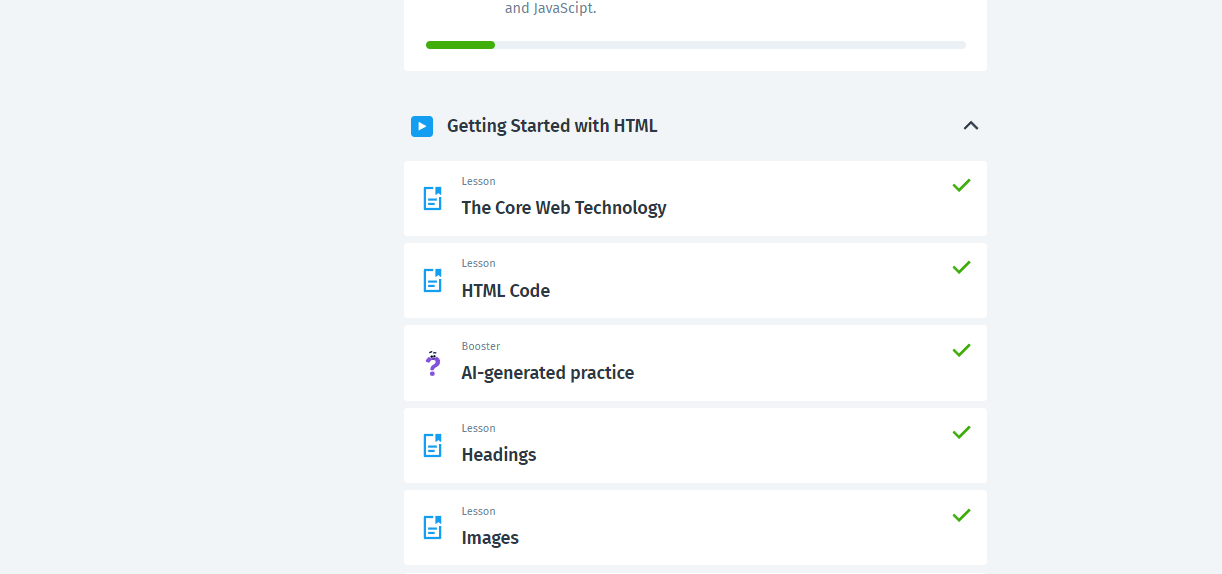 and JavaScipt.
Getting Started with HTML
Lesson
The Core Web Technology
Lesson
HTML Code
Booster
AI-generated practice
Lesson
Headings
Lesson
Images